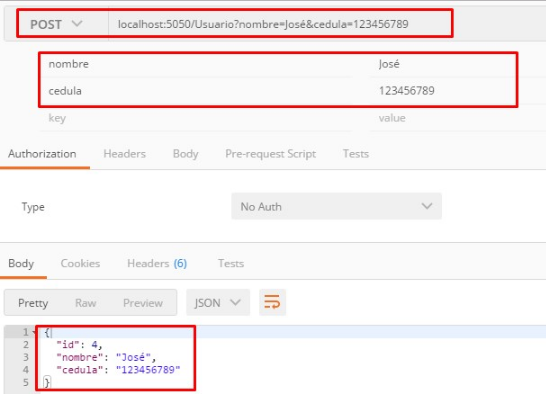 POST localhost:5050/Usuario?nombre=José&cedula=123456789
nombre José
cedula 123456789
key value
Authorization Headers Body Pre-request Script Tests
Type No Auth
Body Cookies Headers (6) Tests
Pretty Raw Preview JSON
1 {
2 "id": 4,
3 "nombre": "José",
4 "cedula": "123456789"
5 }